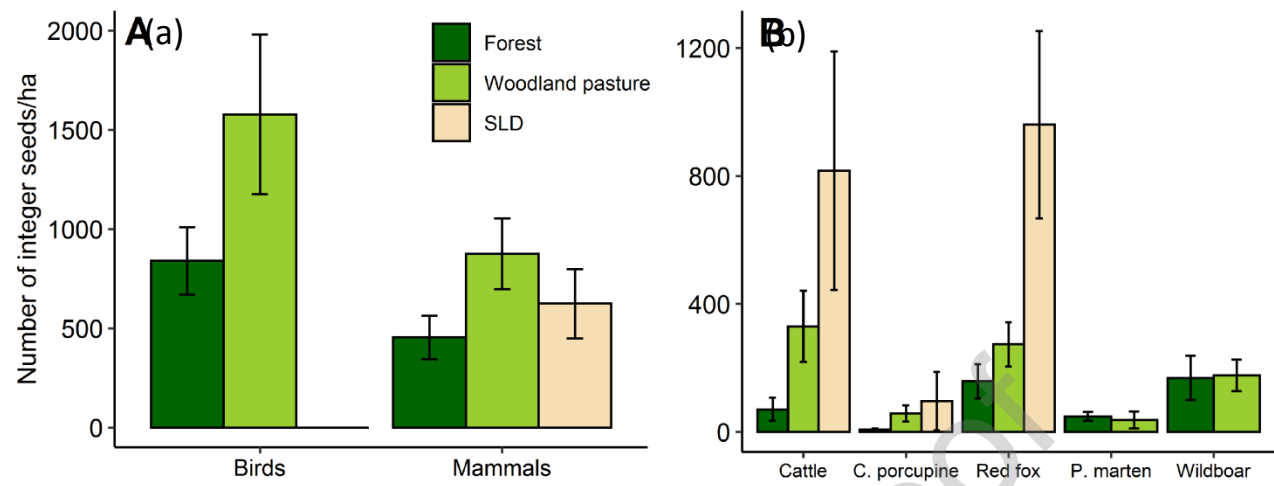 A(a)
Number of integer seeds/ha
2000
1500
1000
500
0
Forest
Woodland pasture
SLD
Birds
Mammals
B(b)
1200
800
400
0
Cattle
C. porcupine
Red fox
P. marten
Wildboar
of